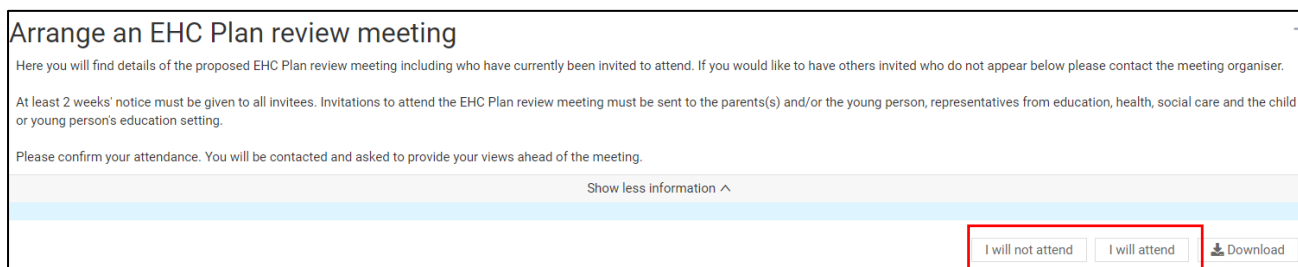 Arrange an EHC Plan review meeting
Here you will find details of the proposed EHC Plan review meeting including who have currently been invited to attend. If you would like to have others invited who do not appear below please contact the meeting organiser.
At least 2 weeks' notice must be given to all invitees. Invitations to attend the EHC Plan review meeting must be sent to the parents(s) and/or the young person, representatives from education, health, social care and the child
or young person's education setting.
Please confirm your attendance. You will be contacted and asked to provide your views ahead of the meeting.
Show less information
I will not attend I will attend Download